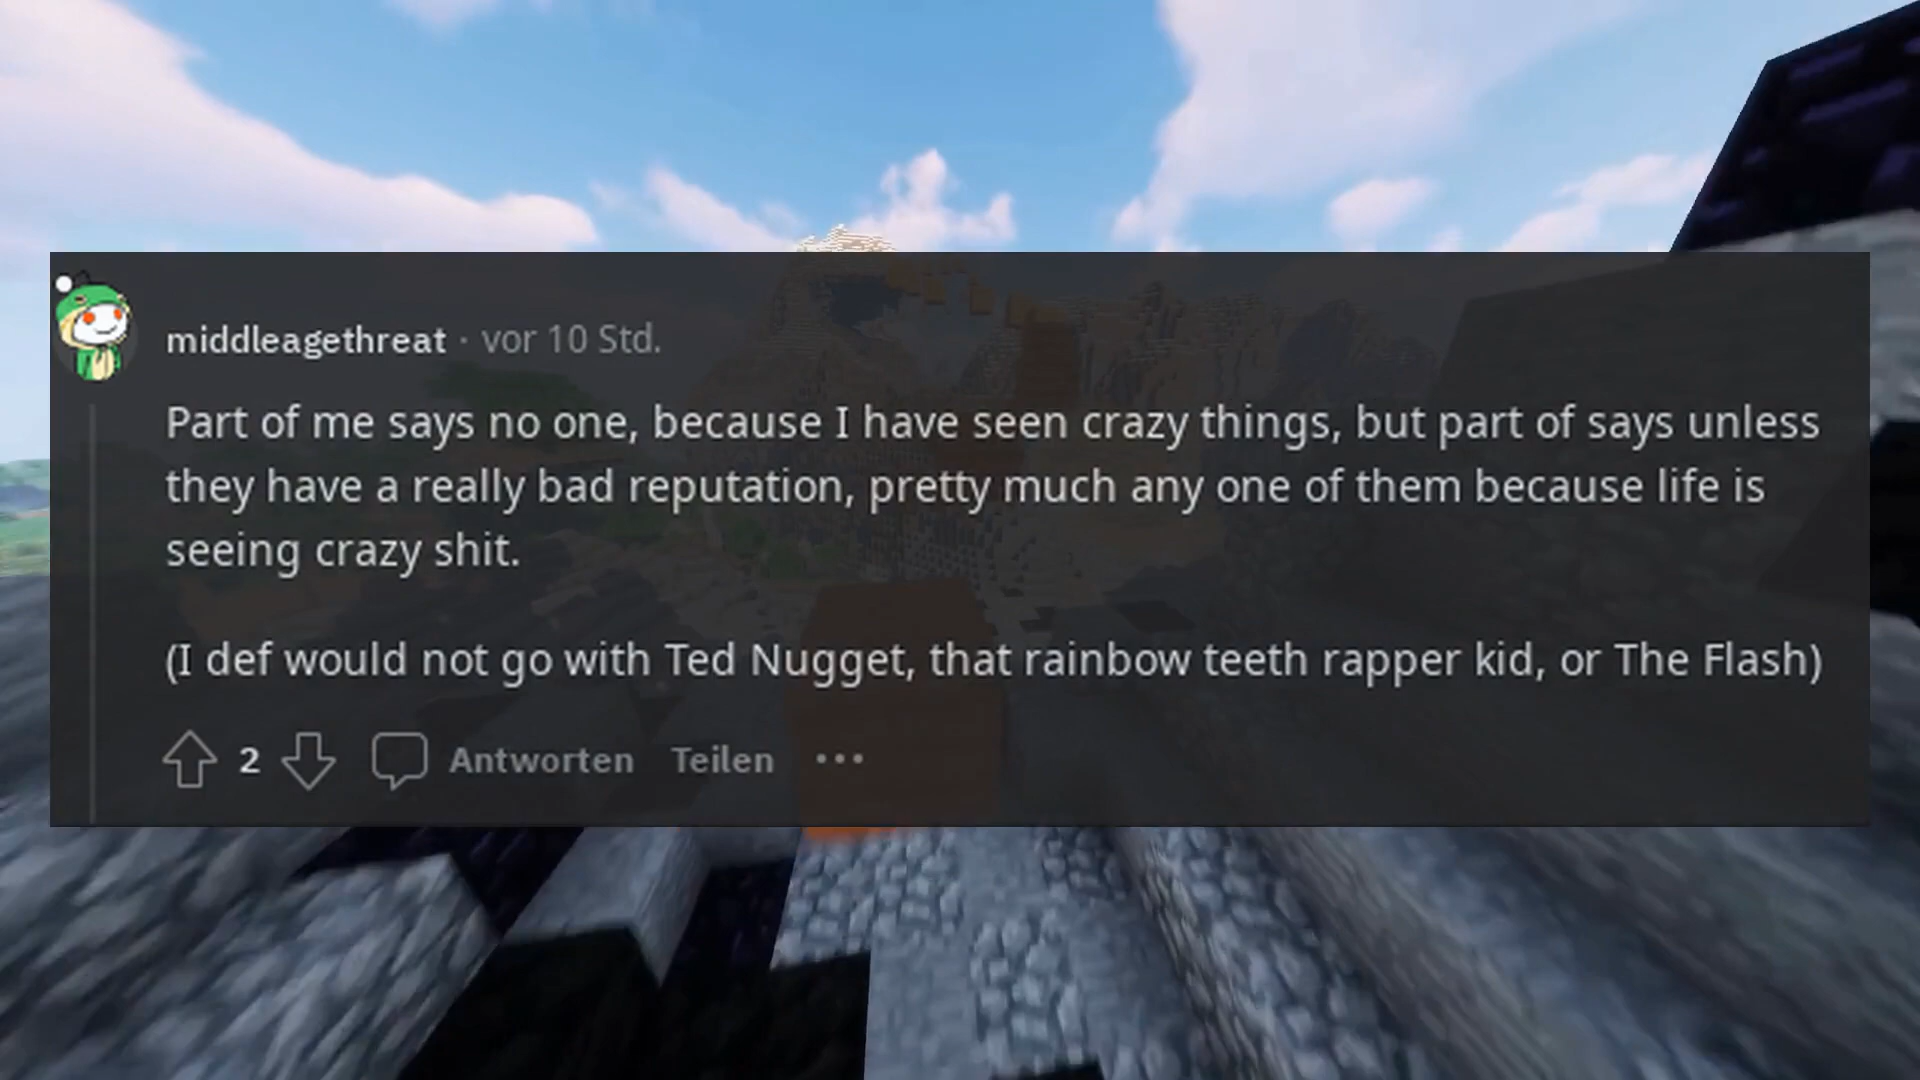 middleagethreat · vor 10 Std.
Part of me says no one, because I have seen crazy things, but part of says unless
they have a really bad reputation, pretty much any one of them because life is
seeing crazy shit.
(I def would not go with Ted Nugget, that rainbow teeth rapper kid, or The Flash)
2 Antworten Teilen •••